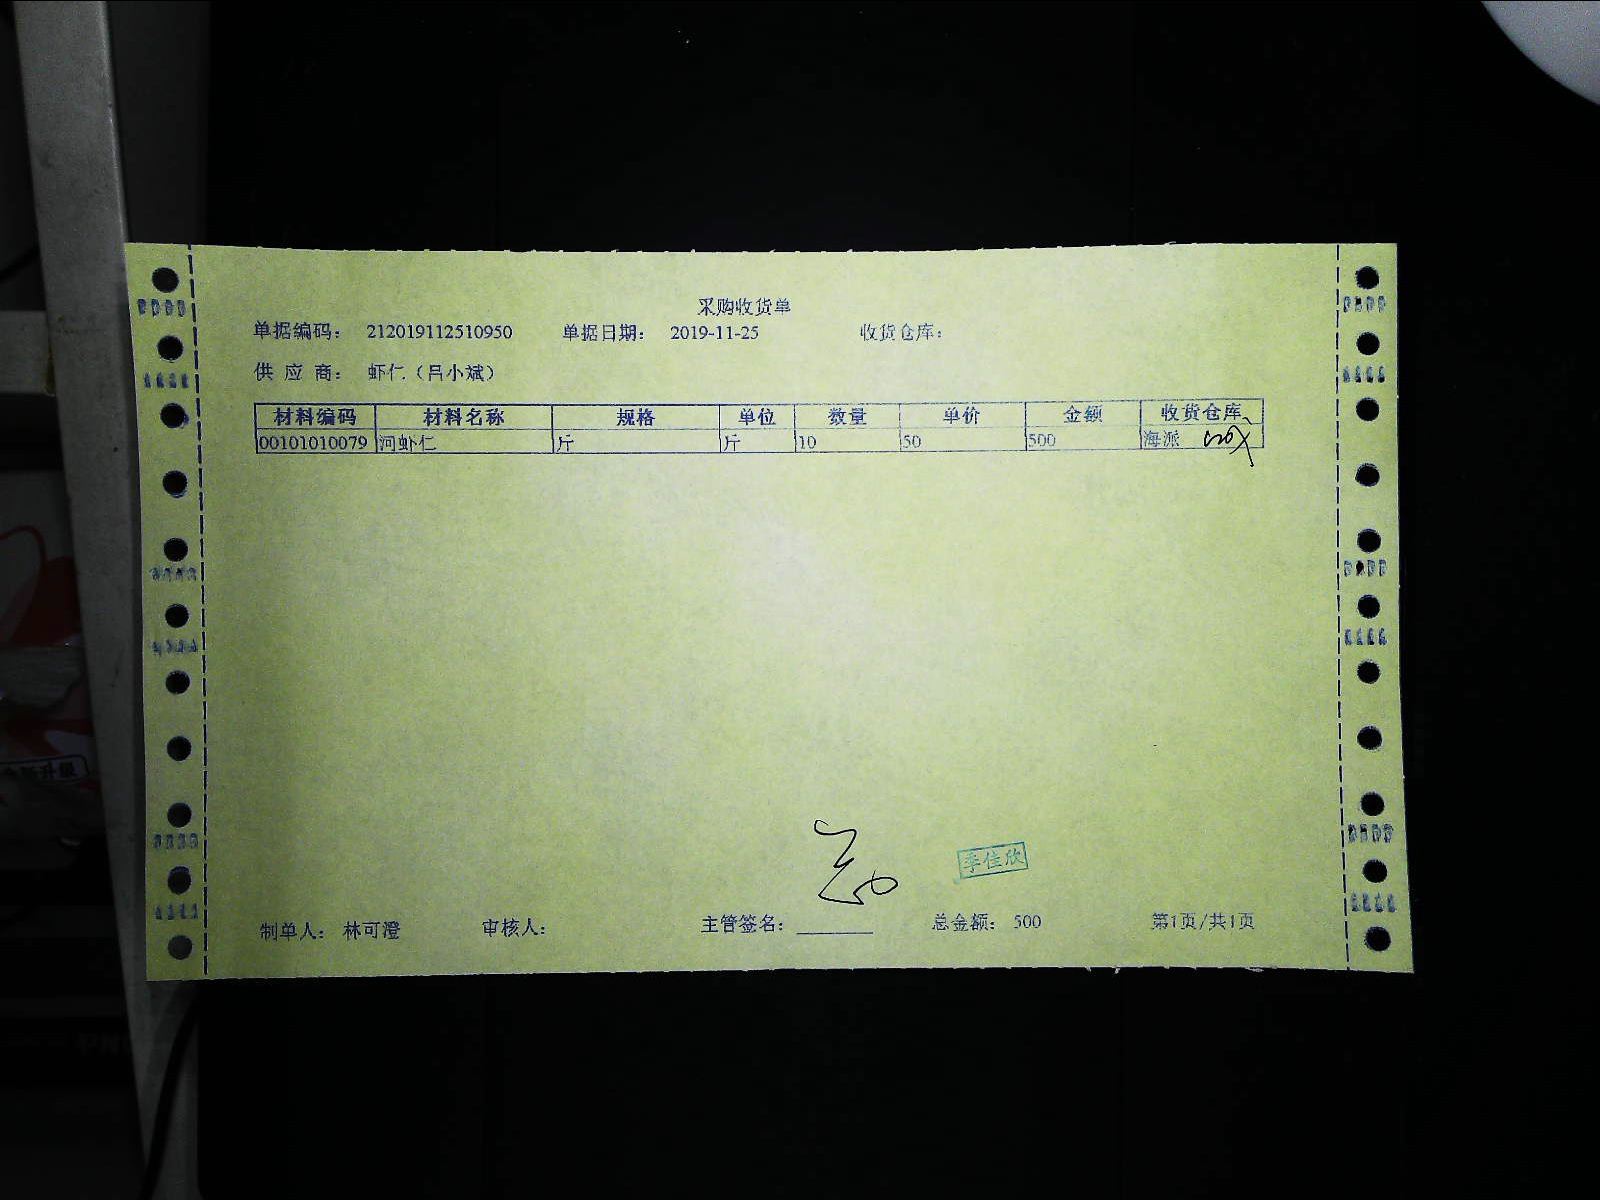 采购收货单
单据编码： 212019112510950 单据日期： 2019-11-25 收货仓库：
供 应 商： 虾仁（吕小斌）
材料编码 材料名称 规格 单位 数量 单价 金额 收货仓库
00101010079 河虾仁 斤 斤 10 50 500 海派
季佳欣
制单人： 林可澄 审核人： 主管签名： 总金额： 500 第1页/共1页